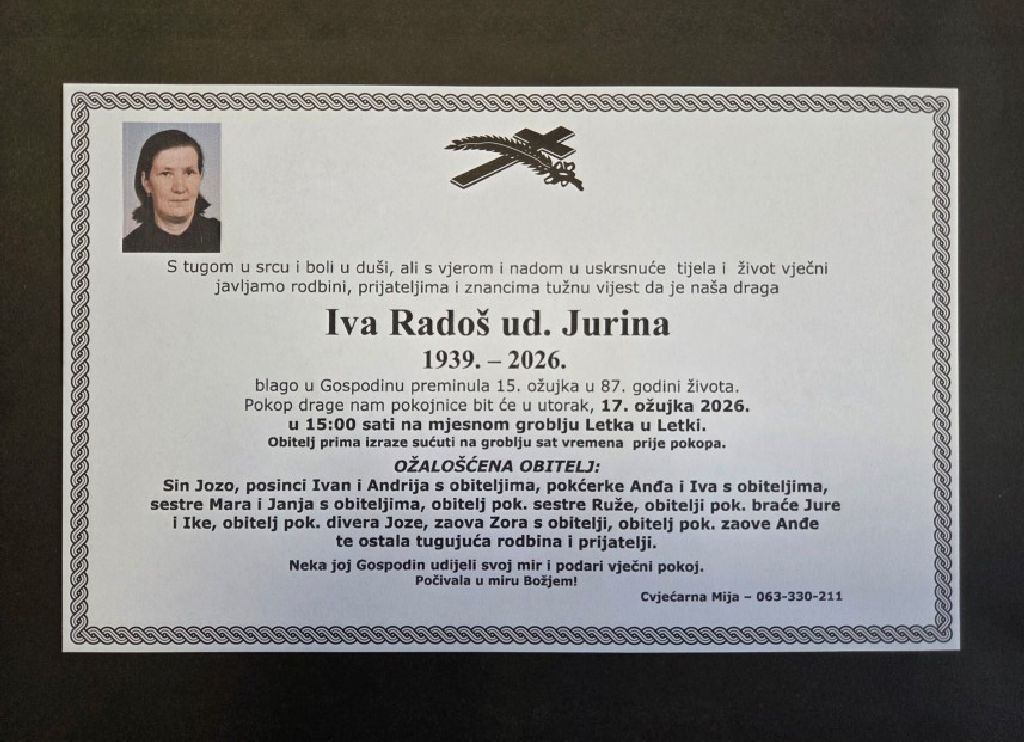 S tugom u srcu i boli u duši, ali s vjerom i nadom u uskrsnuće tijela i život vječni
javljamo rodbini, prijateljima i znancima tužnu vijest da je naša draga
Iva Radoš ud. Jurina
1939. – 2026.
blago u Gospodinu preminula 15. ožujka u 87. godini života.
Pokop drage nam pokojnice bit će u utorak, 17. ožujka 2026.
u 15:00 sati na mjesnom groblju Letka u Letki.
Obitelj prima izraze sućuti na groblju sat vremena prije pokopa.
OŽALOŠĆENA OBITELJ:
Sin Jozo, posinci Ivan i Andrija s obiteljima, pokćerke Anđa i Iva s obiteljima,
sestre Mara i Janja s obiteljima, obitelj pok. sestre Ruže, obitelji pok. braće Jure
i Ike, obitelj pok. divera Joze, zaova Zora s obitelji, obitelj pok. zaove Anđe
te ostala tugujuća rodbina i prijatelji.
Neka joj Gospodin udijeli svoj mir i podari vječni pokoj.
Počivala u miru Božjem!
Cvjećarna Mija – 063-330-211